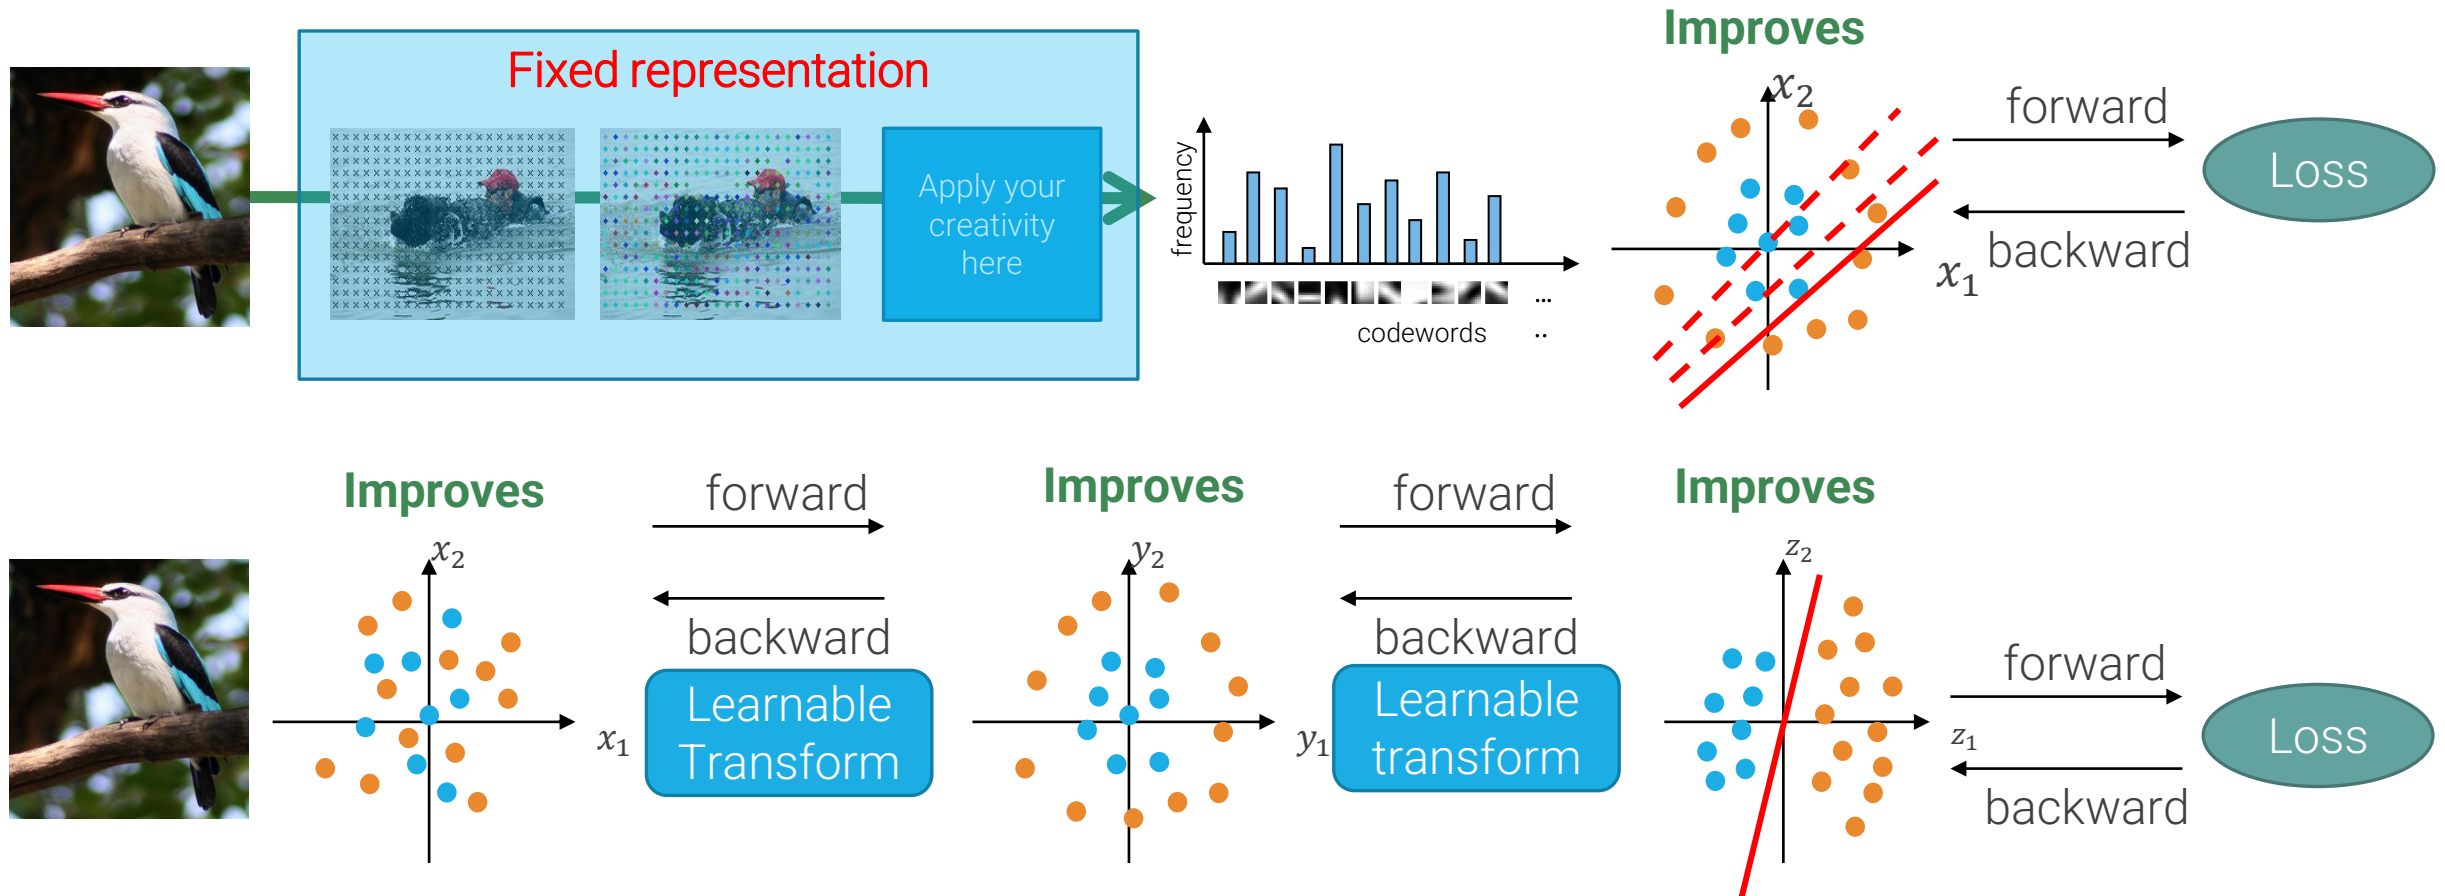 Improves
Fixed representation
x₂
forward
frequency
Apply your
creativity
here
Loss
backward
x₁
codewords
...
..
Improves
forward
Improves
forward
Improves
x₂
y₂
z₂
backward
backward
forward
Learnable
Transform
Learnable
transform
x₁
y₁
z₁
Loss
backward